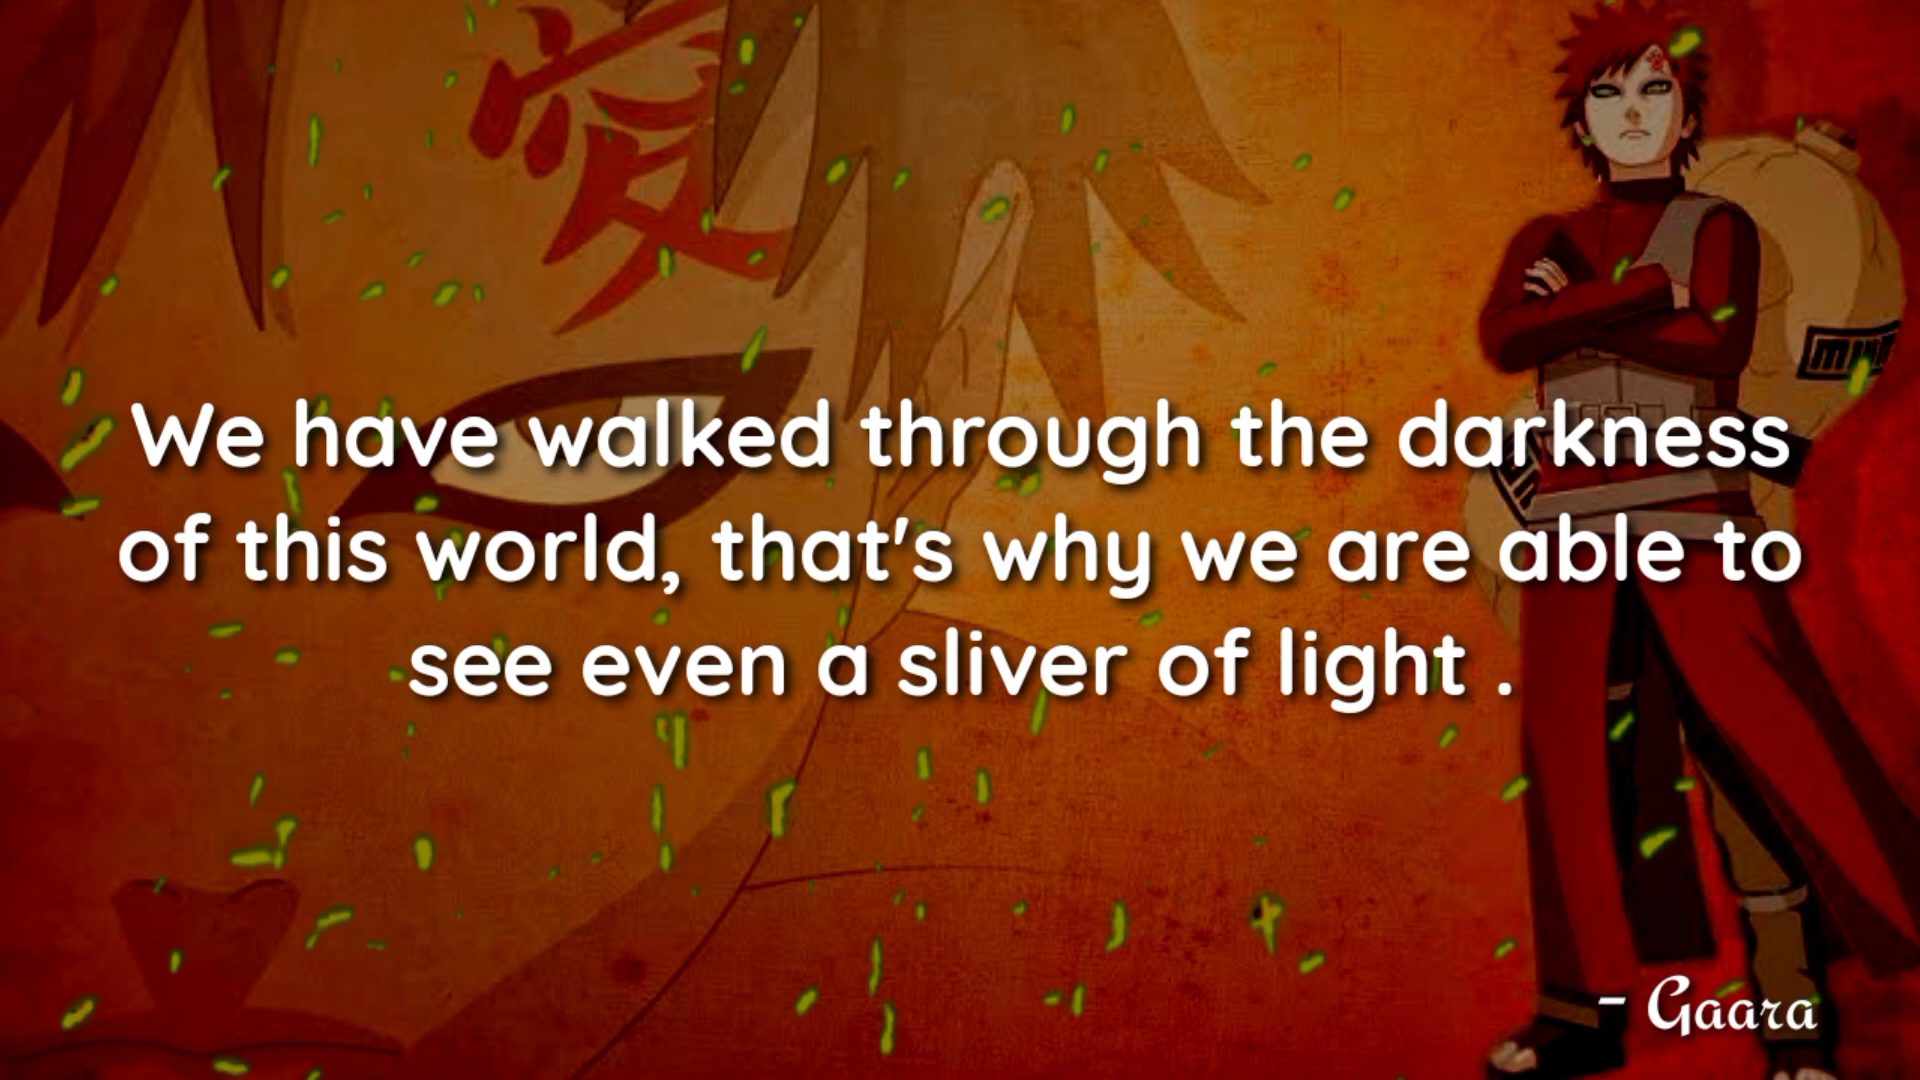 愛
We have walked through the darkness
of this world, that's why we are able to
see even a sliver of light .
- Gaara